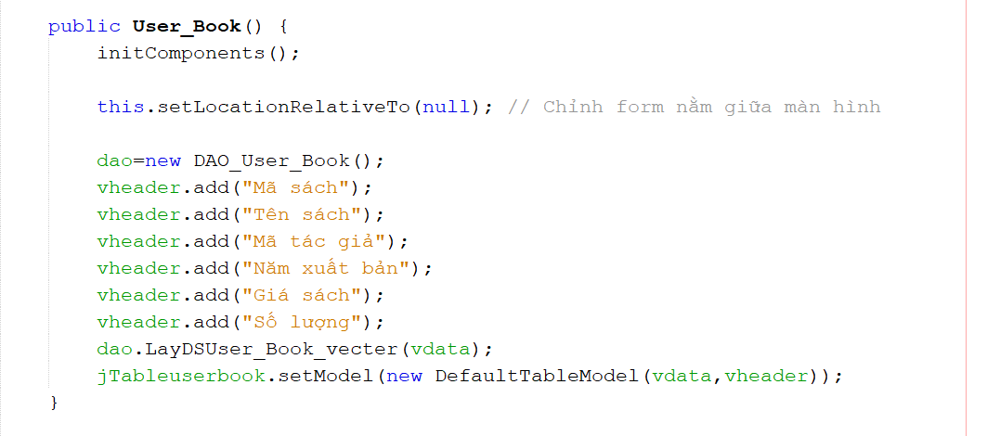 public User_Book() {
initComponents();
this.setLocationRelativeTo(null); // Chỉnh form nằm giữa màn hình
dao=new DAO_User_Book();
vheader.add("Mã sách");
vheader.add("Tên sách");
vheader.add("Mã tác giả");
vheader.add("Năm xuất bản");
vheader.add("Giá sách");
vheader.add("Số lượng");
dao.LayDSUser_Book_vecter(vdata);
jTableuserbook.setModel(new DefaultTableModel(vdata,vheader));
}